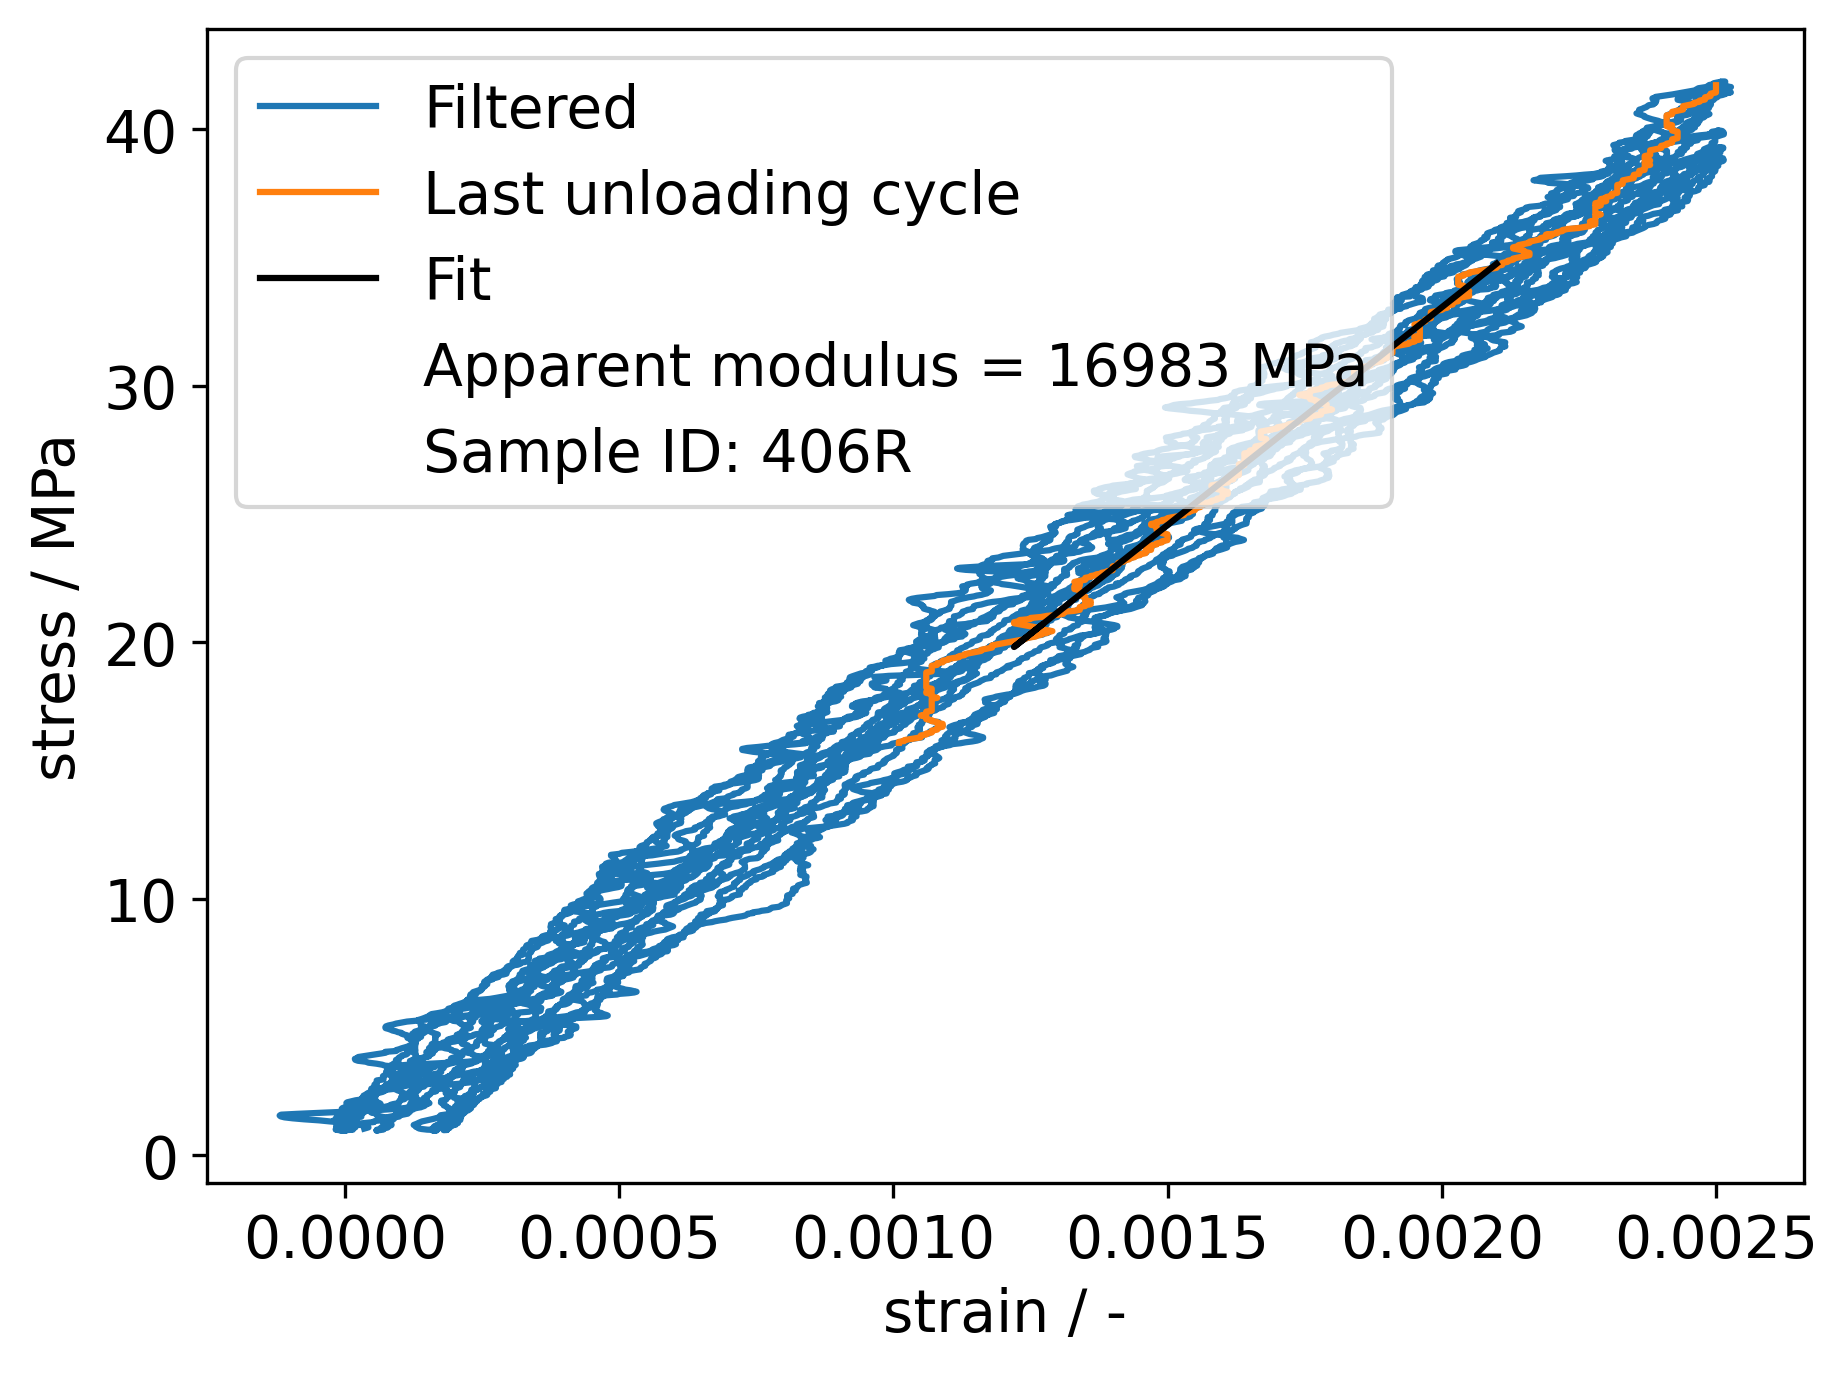 Filtered
Last unloading cycle
Fit
Apparent modulus = 16983 MPa
Sample ID: 406R
stress / MPa
40
30
20
10
0
0.0000 0.0005 0.0010 0.0015 0.0020 0.0025
strain / -